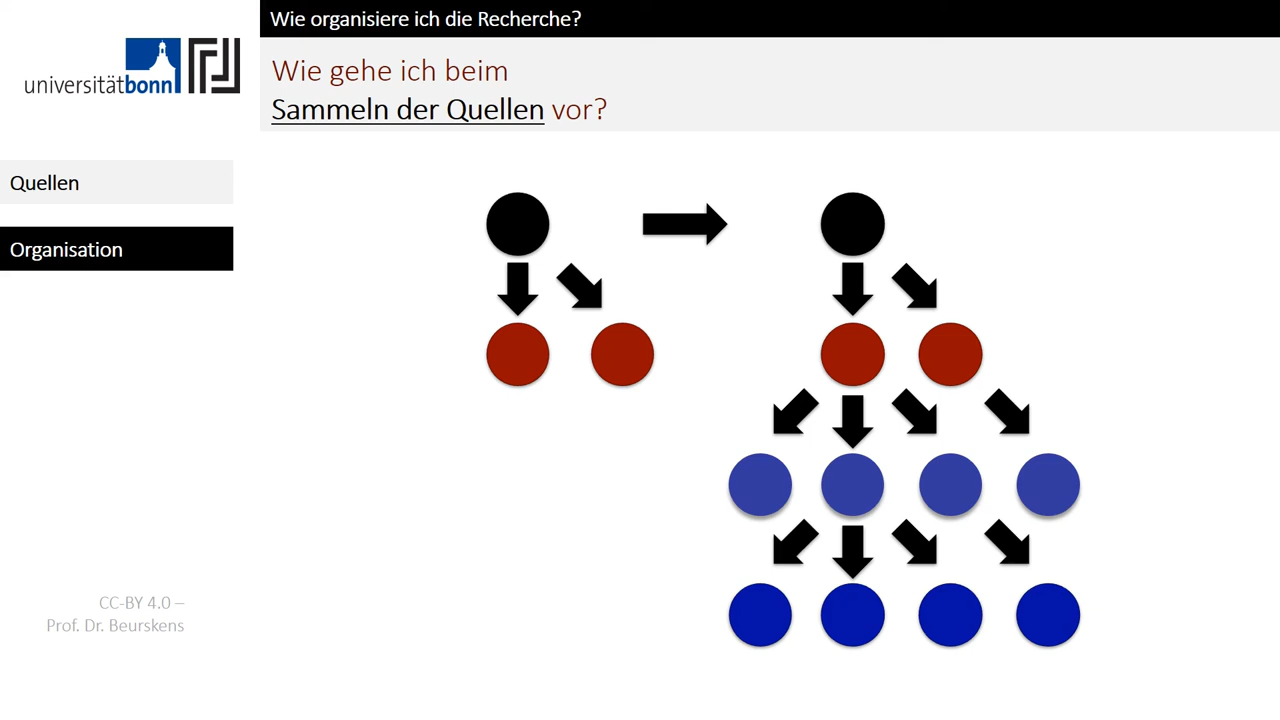 Wie organisiere ich die Recherche?
universitätbonn
Wie gehe ich beim
Sammeln der Quellen vor?
Quellen
Organisation
CC-BY 4.0 –
Prof. Dr. Beurskens